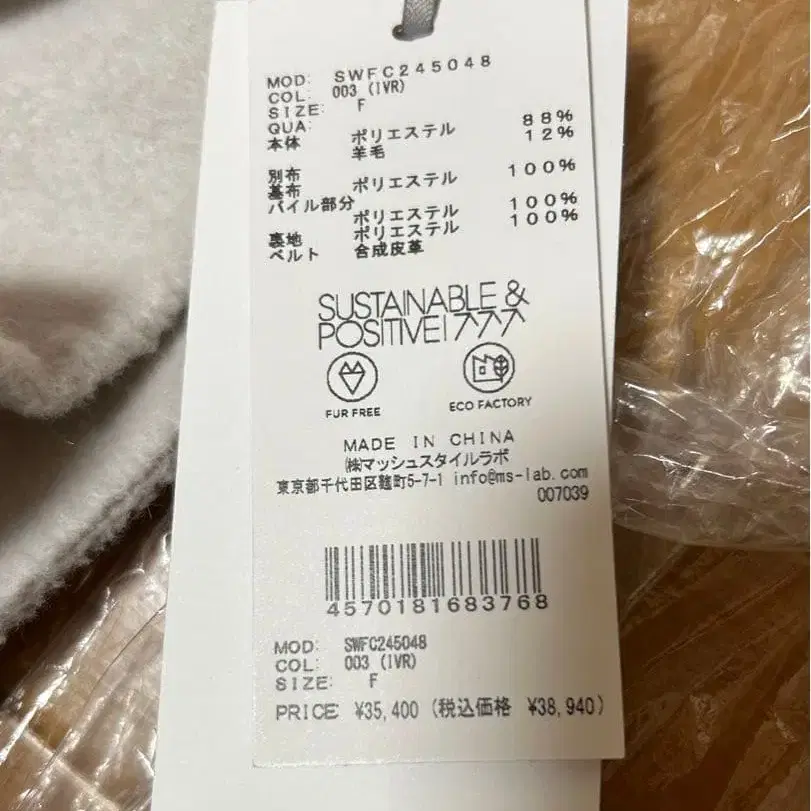 MOD: SWFC245048
COL: 003 (IVR)
SIZE: F
QUA:
本体 ポリエステル 88%
羊毛 12%
別布
基布 ポリエステル 100%
パイル部分
ポリエステル 100%
裏地 ポリエステル 100%
ベルト 合成皮革
SUSTAINABLE &
POSITIVE!
FUR FREE
ECO FACTORY
MADE IN CHINA
㈱マッシュスタイルラボ
東京都千代田区麹町5-7-1 info@ms-lab.com
007039
4570181683768
MOD: SWFC245048
COL: 003 (IVR)
SIZE: F
PRICE: ¥35,400 (税込価格 ¥38,940)